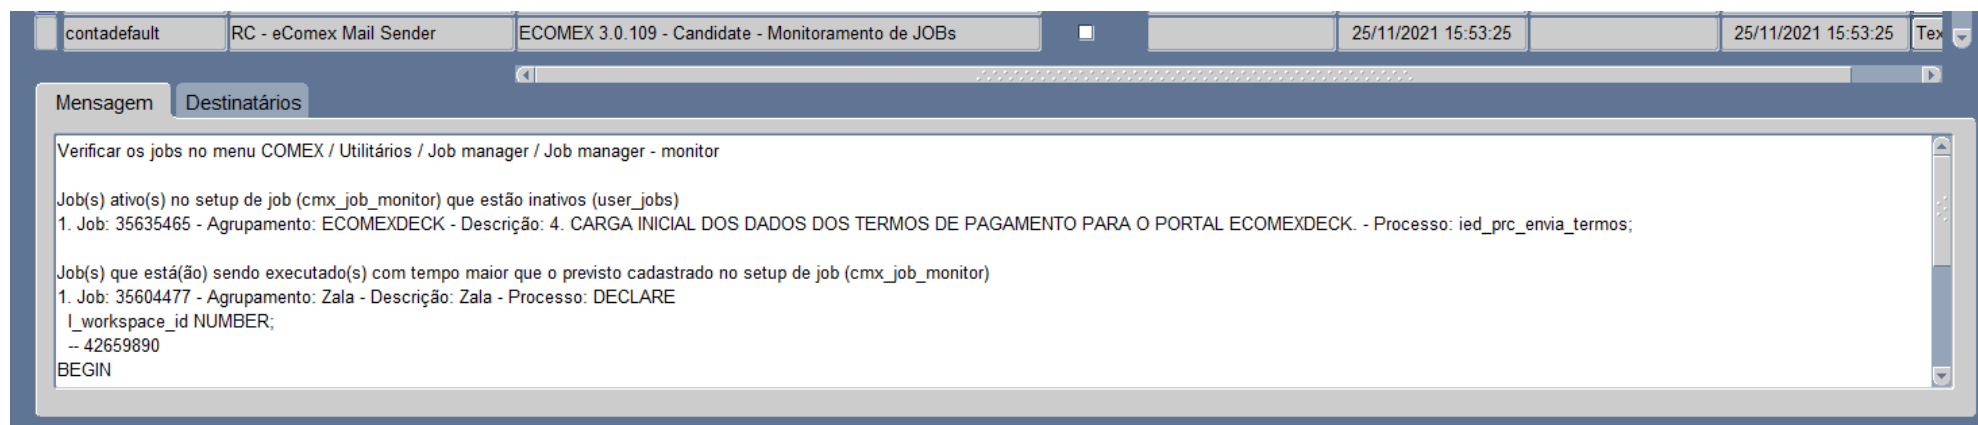 contadefault RC - eComex Mail Sender ECOMEX 3.0.109 - Candidate - Monitoramento de JOBs 25/11/2021 15:53:25 25/11/2021 15:53:25 Tex
Mensagem Destinatários
Verificar os jobs no menu COMEX / Utilitários / Job manager / Job manager - monitor
Job(s) ativo(s) no setup de job (cmx_job_monitor) que estão inativos (user_jobs)
1. Job: 35635465 - Agrupamento: ECOMEXDECK - Descrição: 4. CARGA INICIAL DOS DADOS DOS TERMOS DE PAGAMENTO PARA O PORTAL ECOMEXDECK. - Processo: ied_prc_envia_termos;
Job(s) que está(ão) sendo executado(s) com tempo maior que o previsto cadastrado no setup de job (cmx_job_monitor)
1. Job: 35604477 - Agrupamento: Zala - Descrição: Zala - Processo: DECLARE
l_workspace_id NUMBER;
-- 42659890
BEGIN